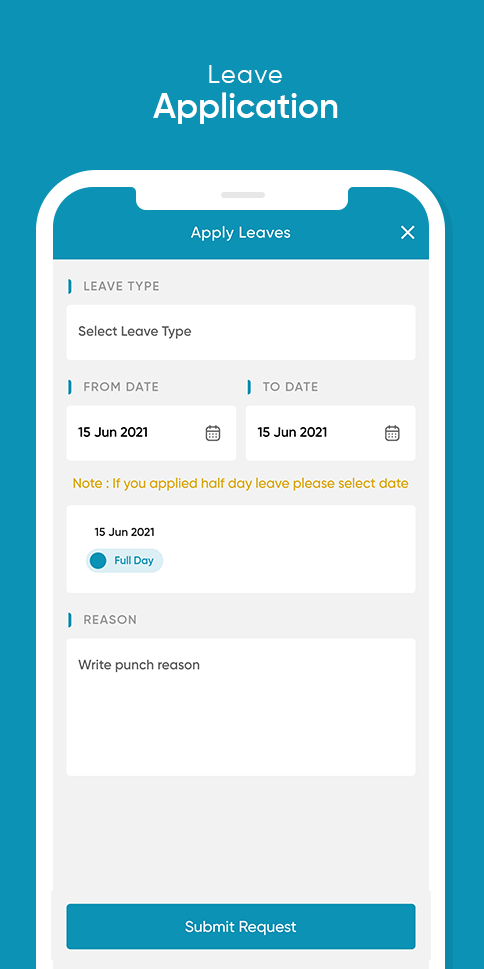 Leave
Application
Apply Leaves
LEAVE TYPE
Select Leave Type
FROM DATE
TO DATE
15 Jun 2021
15 Jun 2021
Note : If you applied half day leave please select date
15 Jun 2021
Full Day
REASON
Write punch reason
Submit Request